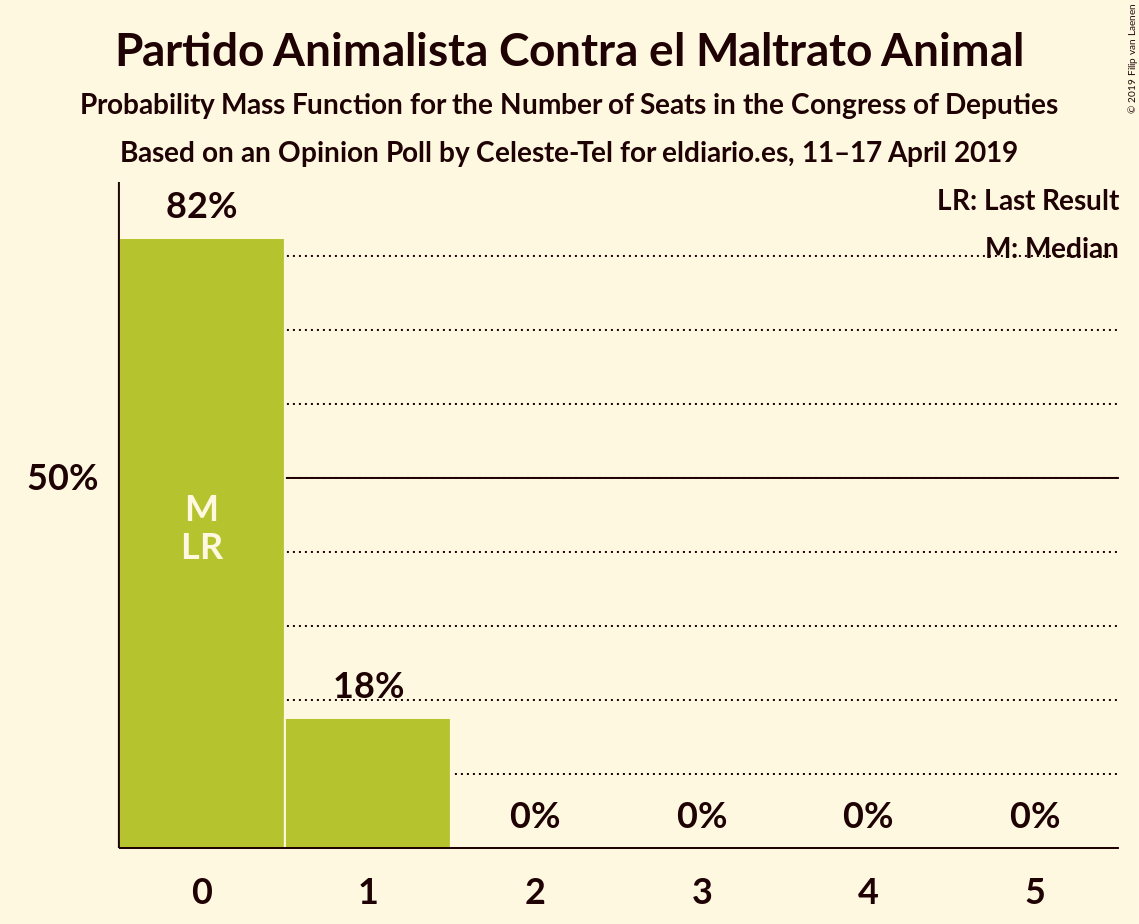 Partido Animalista Contra el Maltrato Animal
Probability Mass Function for the Number of Seats in the Congress of Deputies
Based on an Opinion Poll by Celeste-Tel for eldiario.es, 11–17 April 2019
© 2019 Filip van Laenen
LR: Last Result
M: Median
82%
50%
M
LR
18%
0% 0% 0% 0%
0 1 2 3 4 5